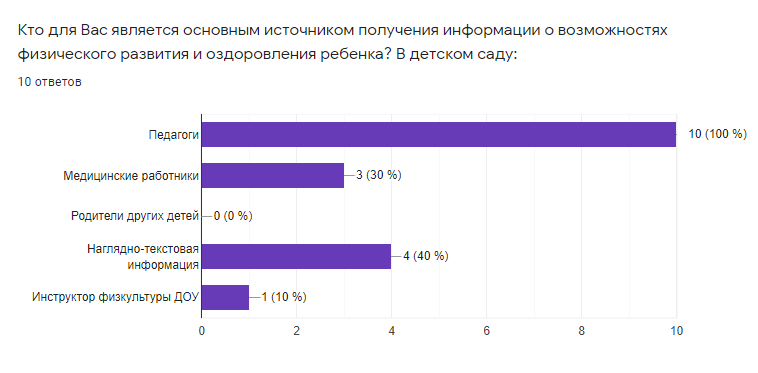 Кто для Вас является основным источником получения информации о возможностях
физического развития и оздоровления ребенка? В детском саду:
10 ответов
Педагоги
10 (100 %)
Медицинские работники
3 (30 %)
Родители других детей
0 (0 %)
Наглядно-текстовая
информация
4 (40 %)
Инструктор физкультуры ДОУ
1 (10 %)
0 2 4 6 8 10